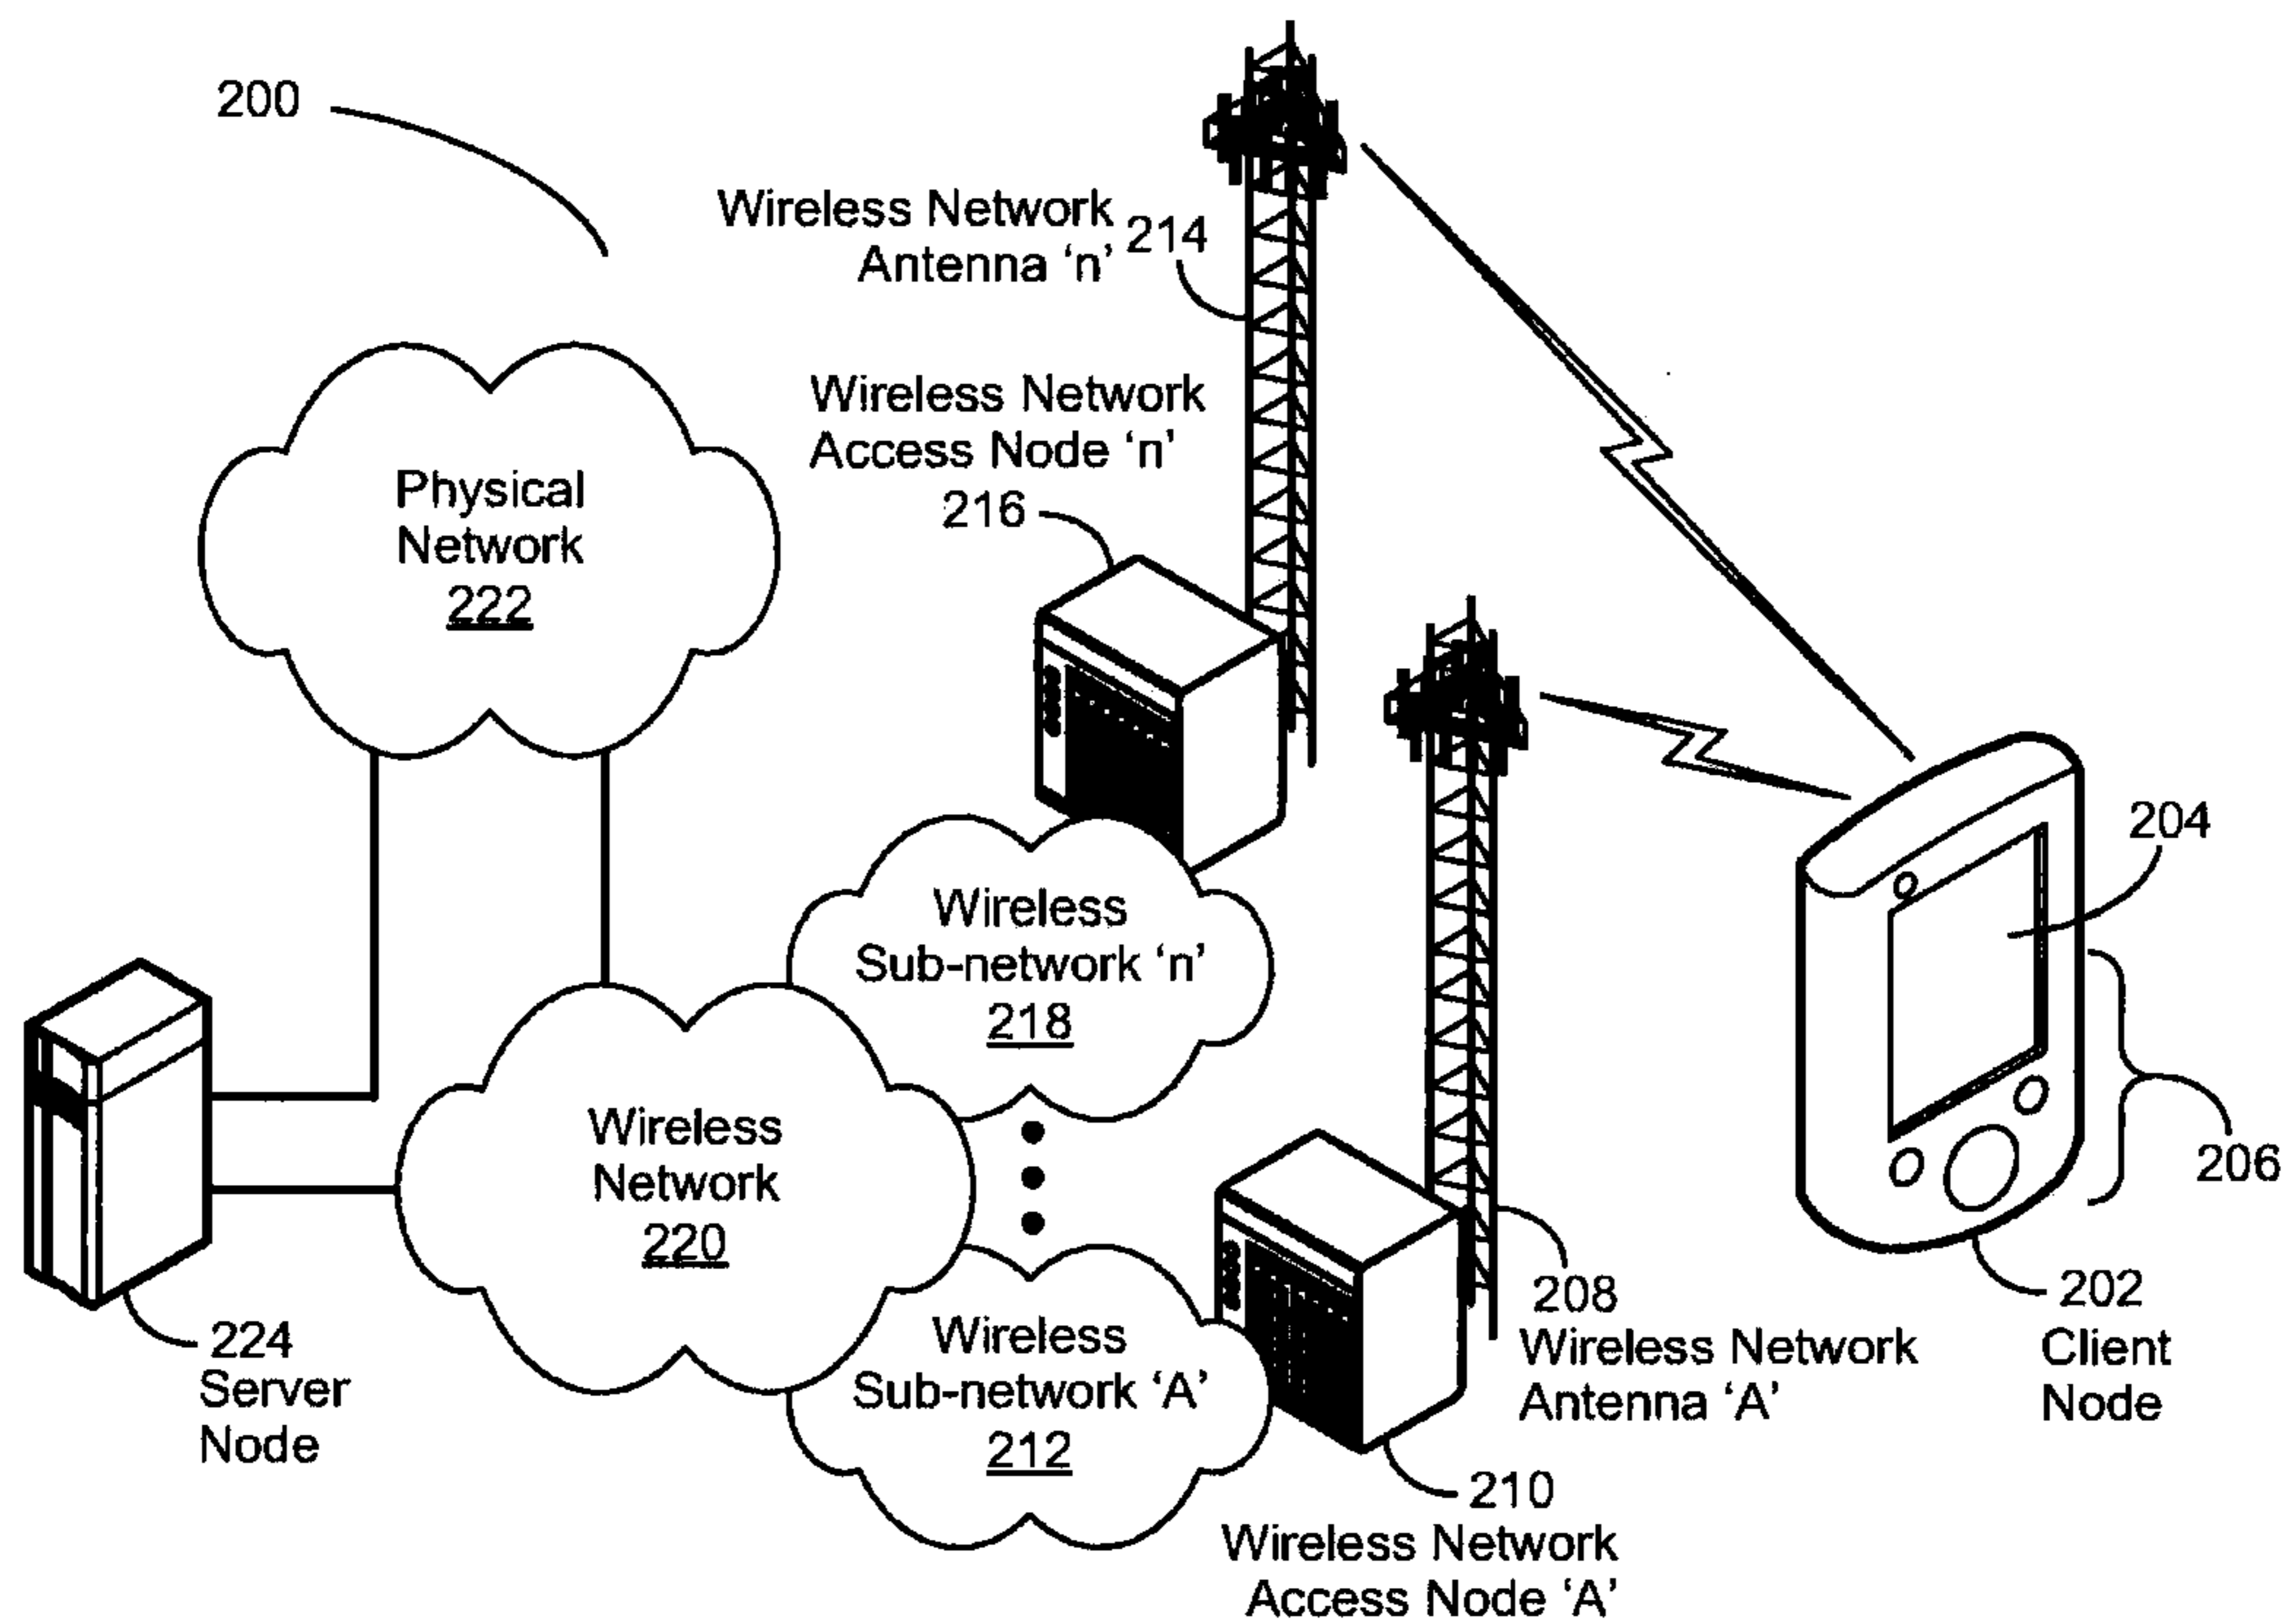 200
Wireless Network
Antenna ‘n’
214
Wireless Network
Access Node ‘n’
216
Physical
Network
222
204
Wireless
Sub-network ‘n’
218
206
Wireless
Network
220
208
Wireless Network
Antenna ‘A’
202
Client
Node
224
Server
Node
Wireless
Sub-network ‘A’
212
210
Wireless Network
Access Node ‘A’